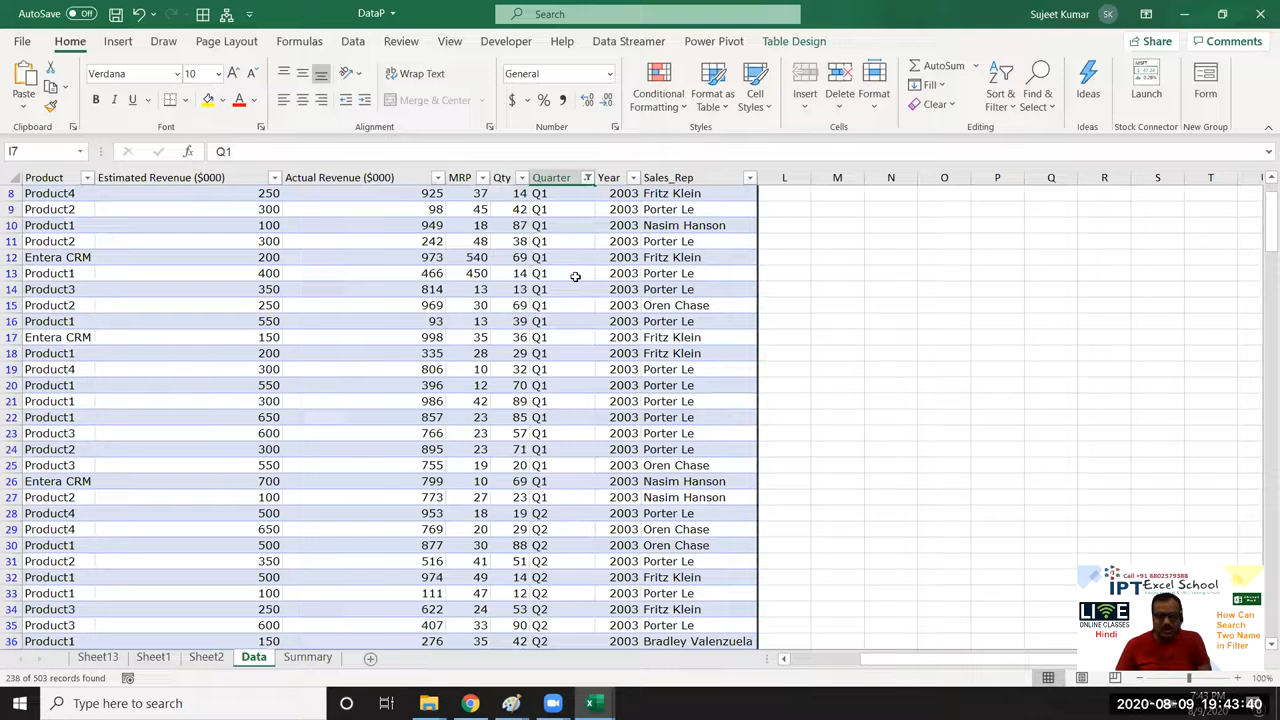 AutoSave Off DataP Search Sujeet Kumar SK
File Home Insert Draw Page Layout Formulas Data Review View Developer Help Data Streamer Power Pivot Table Design Share Comments
Verdana 10 Wrap Text General AutoSum
Paste Merge & Center Conditional Formatting Format as Table Cell Styles Insert Delete Format Fill Clear Sort & Filter Find & Select Ideas Launch Form
Clipboard Font Alignment Number Styles Cells Editing Ideas Stock Connector New Group
I7 Q1
Product Estimated Revenue ($000) Actual Revenue ($000) MRP Qty Quarter Year Sales_Rep L M N O P Q R S T
8 Product4 250 925 37 14 Q1 2003 Fritz Klein
9 Product2 300 98 45 42 Q1 2003 Porter Le
10 Product1 100 949 18 87 Q1 2003 Nasim Hanson
11 Product2 300 242 48 38 Q1 2003 Porter Le
12 Entera CRM 200 973 540 69 Q1 2003 Fritz Klein
13 Product1 400 466 450 14 Q1 2003 Porter Le
14 Product3 350 814 13 13 Q1 2003 Porter Le
15 Product2 250 969 30 69 Q1 2003 Oren Chase
16 Product1 550 93 13 39 Q1 2003 Porter Le
17 Entera CRM 150 998 35 36 Q1 2003 Fritz Klein
18 Product1 200 335 28 29 Q1 2003 Fritz Klein
19 Product4 300 806 10 32 Q1 2003 Porter Le
20 Product1 550 396 12 70 Q1 2003 Porter Le
21 Product1 300 986 42 89 Q1 2003 Porter Le
22 Product1 650 857 23 85 Q1 2003 Porter Le
23 Product3 600 766 23 57 Q1 2003 Porter Le
24 Product2 300 895 23 71 Q1 2003 Porter Le
25 Product3 550 755 19 20 Q1 2003 Oren Chase
26 Entera CRM 700 799 10 69 Q1 2003 Nasim Hanson
27 Product2 100 773 27 23 Q1 2003 Nasim Hanson
28 Product4 500 953 18 19 Q2 2003 Porter Le
29 Product4 650 769 20 29 Q2 2003 Oren Chase
30 Product1 500 877 30 88 Q2 2003 Oren Chase
31 Product2 350 516 41 51 Q2 2003 Porter Le
32 Product1 500 974 49 14 Q2 2003 Fritz Klein
33 Product1 100 711 47 12 Q2 2003 Porter Le
34 Product3 250 622 24 53 Q2 2003 Fritz Klein
35 Product3 600 407 33 90 Q2 2003 Porter Le
36 Product1 150 276 35 42 Q2 2003 Bradley Valenzuela
Call +91 8802579388
IPT Excel School
LIVE
ONLINE CLASSES
Hindi
How Can
Search
Two Name
in Filter
Sheet13 Sheet1 Sheet2 Data Summary
238 of 503 records found 100%
Type here to search
7:43 PM
2020-08-09 19:43:40
8/9/2020